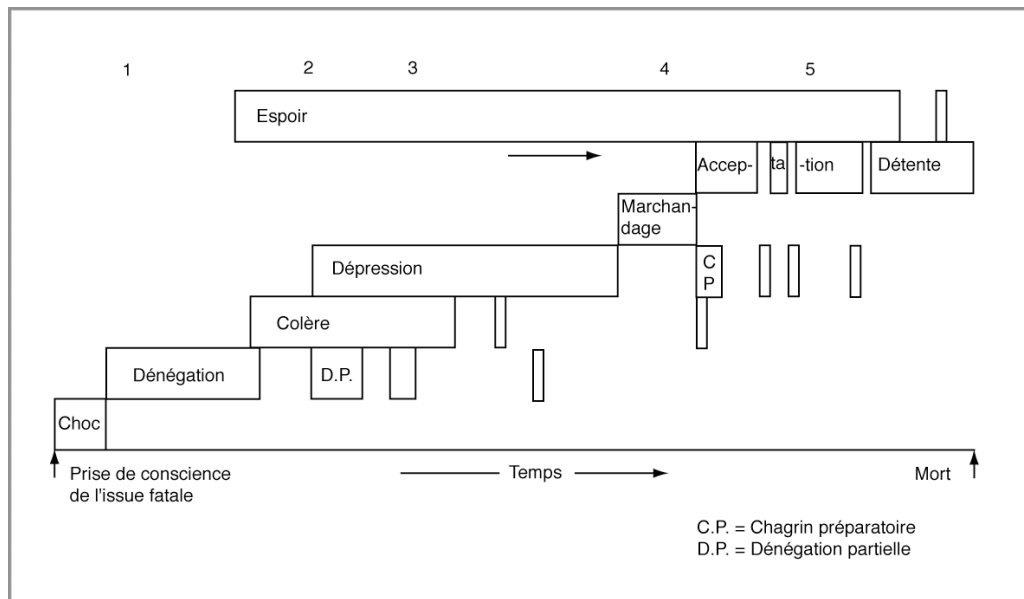 1 2 3 4 5
Espoir
Accep- ta -tion Détente
Marchan-
dage
Dépression
C
P
Colère
Dénégation D.P.
Choc
Prise de conscience
de l'issue fatale
Temps
Mort
C.P. = Chagrin préparatoire
D.P. = Dénégation partielle